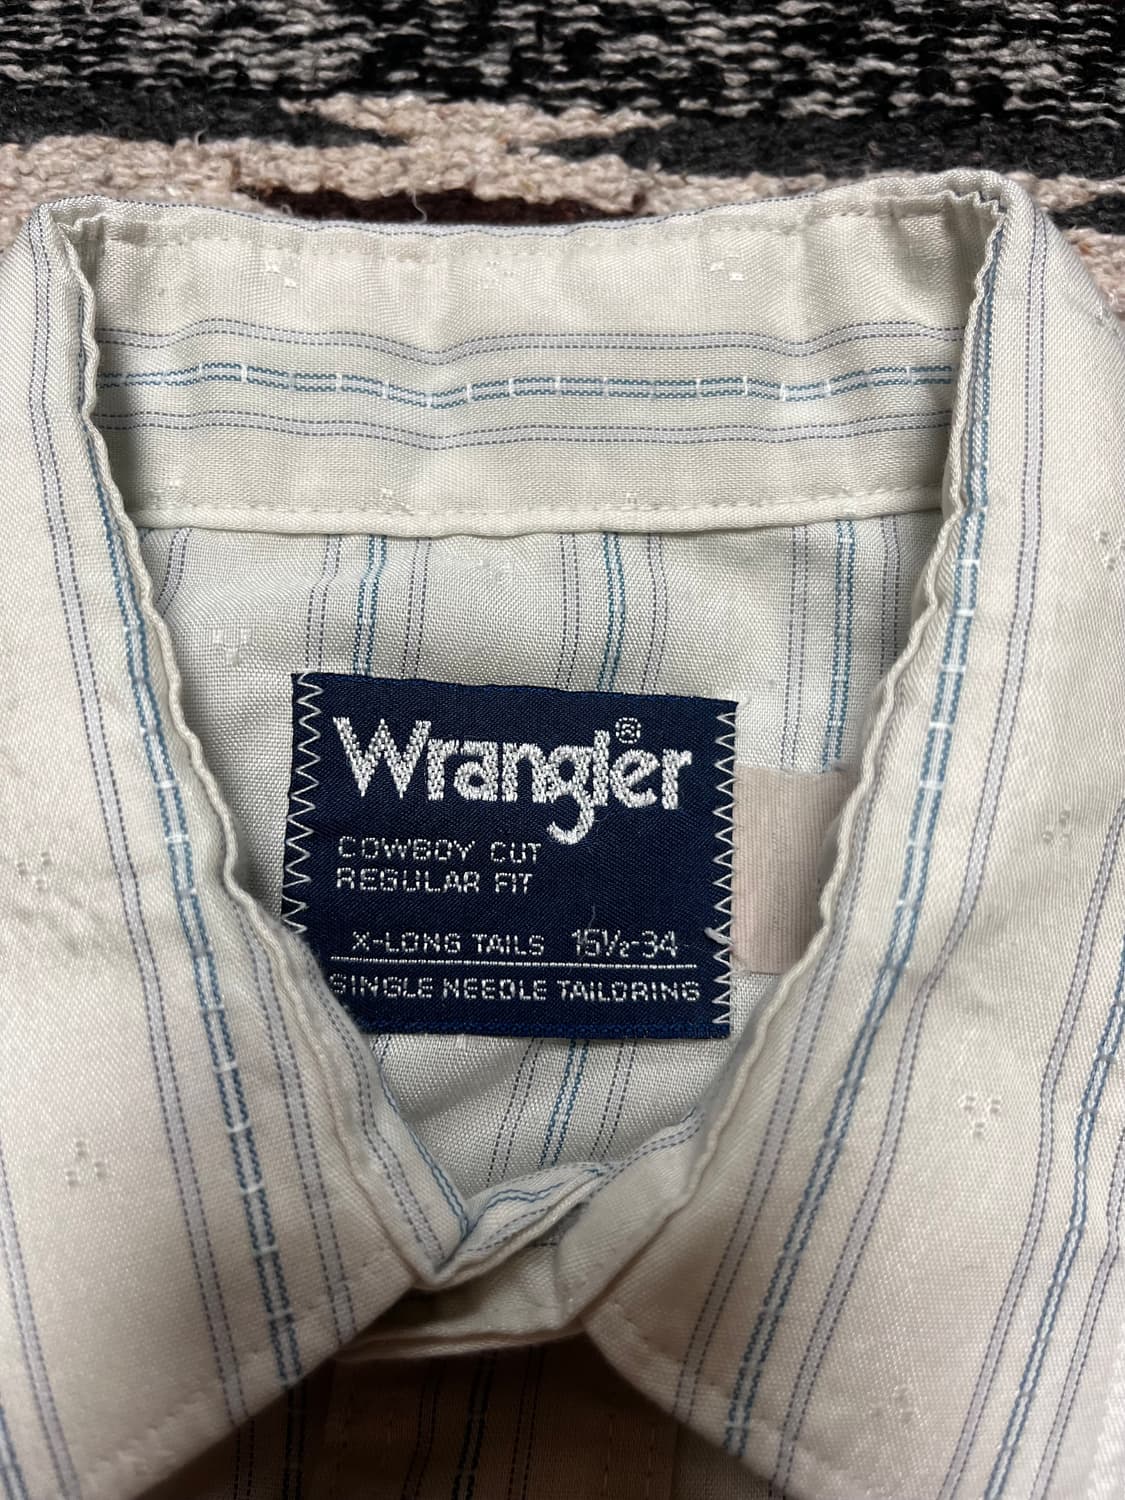 Wrangler®
COWBOY CUT
REGULAR FIT
X-LONG TAILS 15½-34
SINGLE NEEDLE TAILORING